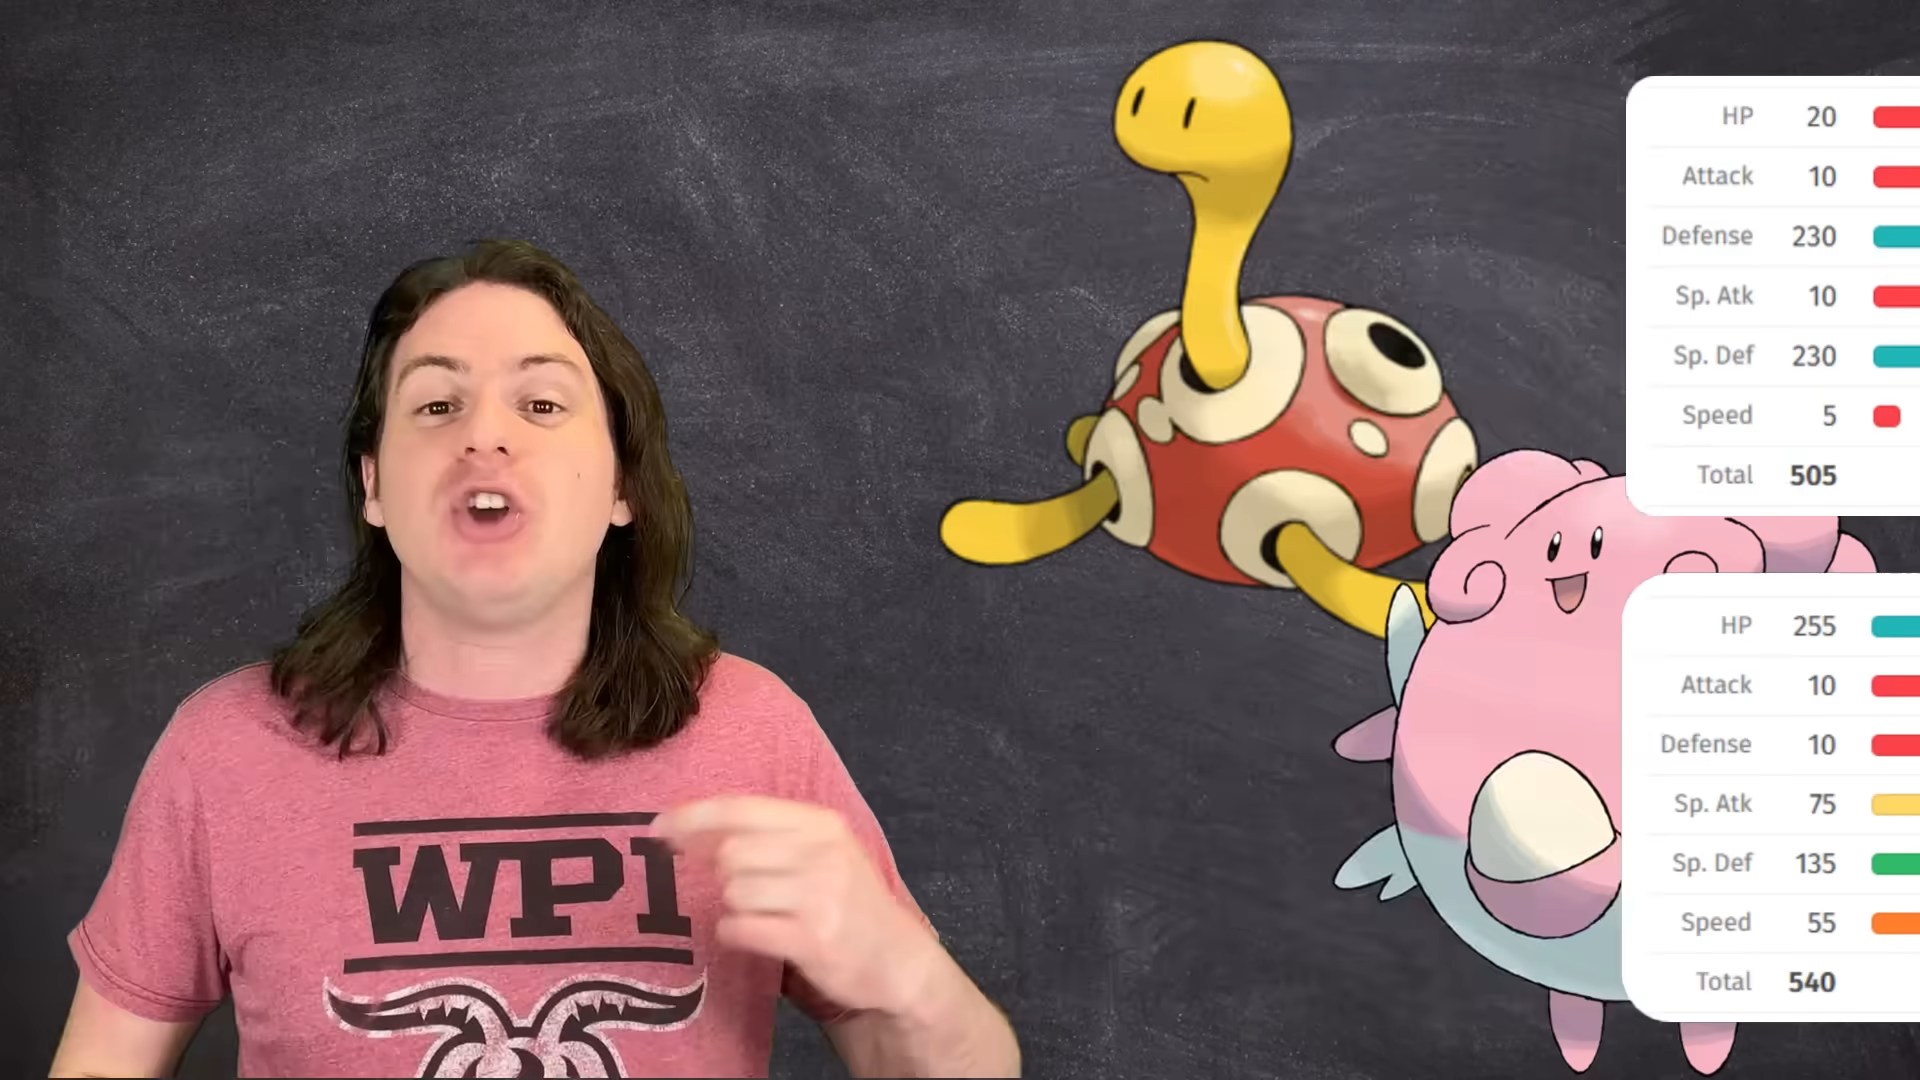 HP 20
Attack 10
Defense 230
Sp. Atk 10
Sp. Def 230
Speed 5
Total 505
HP 255
Attack 10
Defense 10
Sp. Atk 75
Sp. Def 135
Speed 55
Total 540
WPI